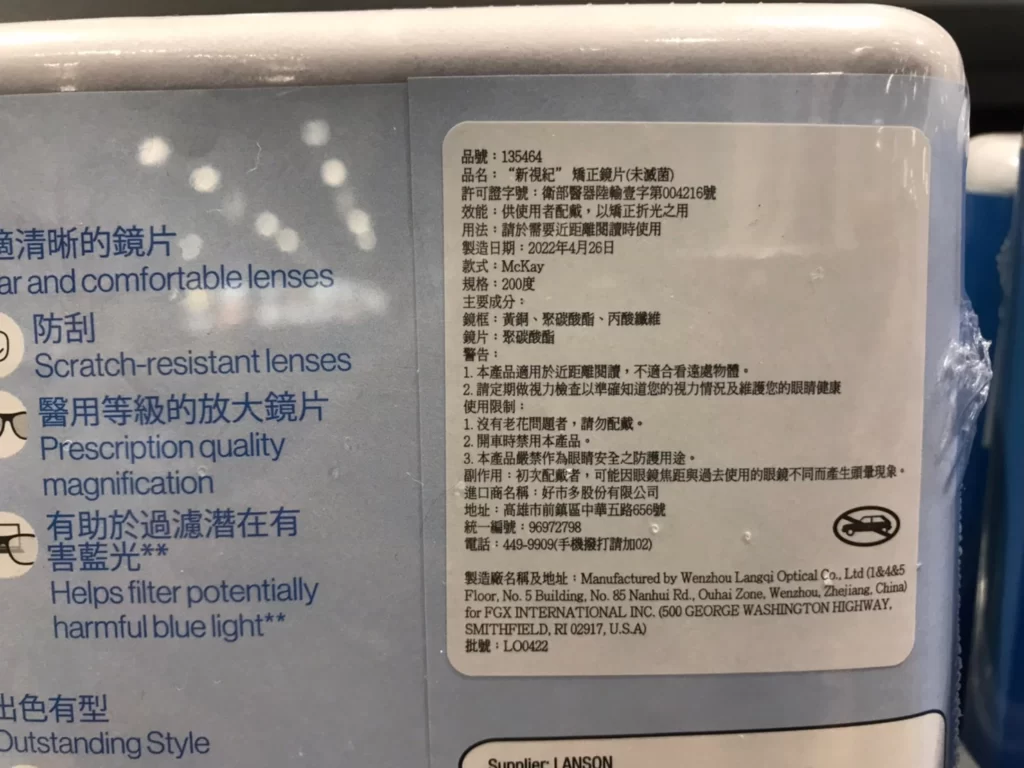 適清晰的鏡片
ar and comfortable lenses
防刮
Scratch-resistant lenses
醫用等級的放大鏡片
Prescription quality
magnification
有助於過濾潛在有
害藍光**
Helps filter potentially
harmful blue light**
出色有型
Outstanding Style
品號：135464
品名："新視紀" 矯正鏡片(未滅菌)
許可證字號：衛部醫器陸輸壹字第004216號
效能：供使用者配戴，以矯正折光之用
用法：請於需要近距離閱讀時使用
製造日期：2022年4月26日
款式：McKay
規格：200度
主要成分：
鏡框：黃銅、聚碳酸酯、丙酸纖維
鏡片：聚碳酸酯
警告：
1. 本產品適用於近距離閱讀，不適合看遠處物體。
2. 請定期做視力檢查以準確知道您的視力情況及維護您的眼睛健康
使用限制：
1. 沒有老花問題者，請勿配戴。
2. 開車時禁用本產品。
3. 本產品嚴禁作為眼睛安全之防護用途。
副作用：初次配戴者，可能因眼鏡焦距與過去使用的眼鏡不同而產生頭暈現象。
進口商名稱：好市多股份有限公司
地址：高雄市前鎮區中華五路656號
統一編號：96972798
電話：449-9909(手機撥打請加02)
製造廠名稱及地址：Manufactured by Wenzhou Langqi Optical Co., Ltd (1&4&5
Floor, No. 5 Building, No. 85 Nanhui Rd., Ouhai Zone, Wenzhou, Zhejiang, China)
for FGX INTERNATIONAL INC. (500 GEORGE WASHINGTON HIGHWAY,
SMITHFIELD, RI 02917, U.S.A)
批號：LO0422
Supplier: LANSON